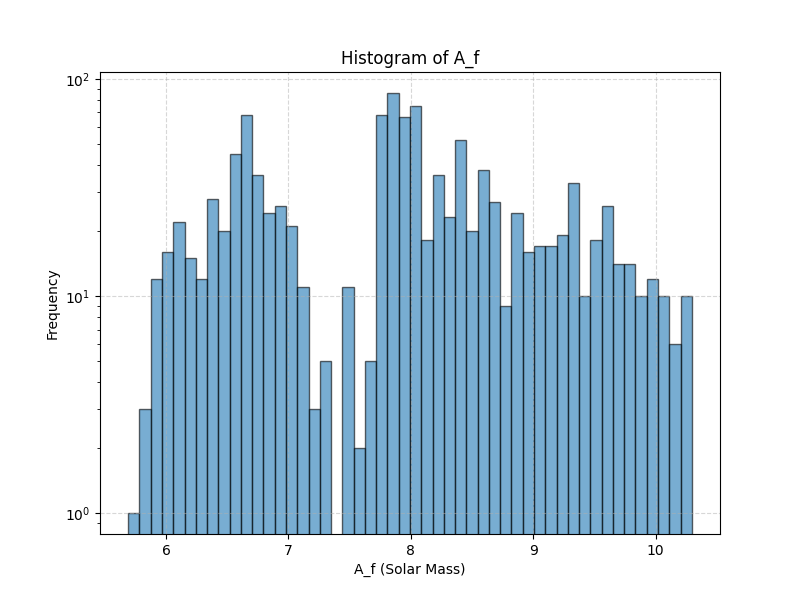 Histogram of A_f
10²
10¹
10⁰
Frequency
6 7 8 9 10
A_f (Solar Mass)